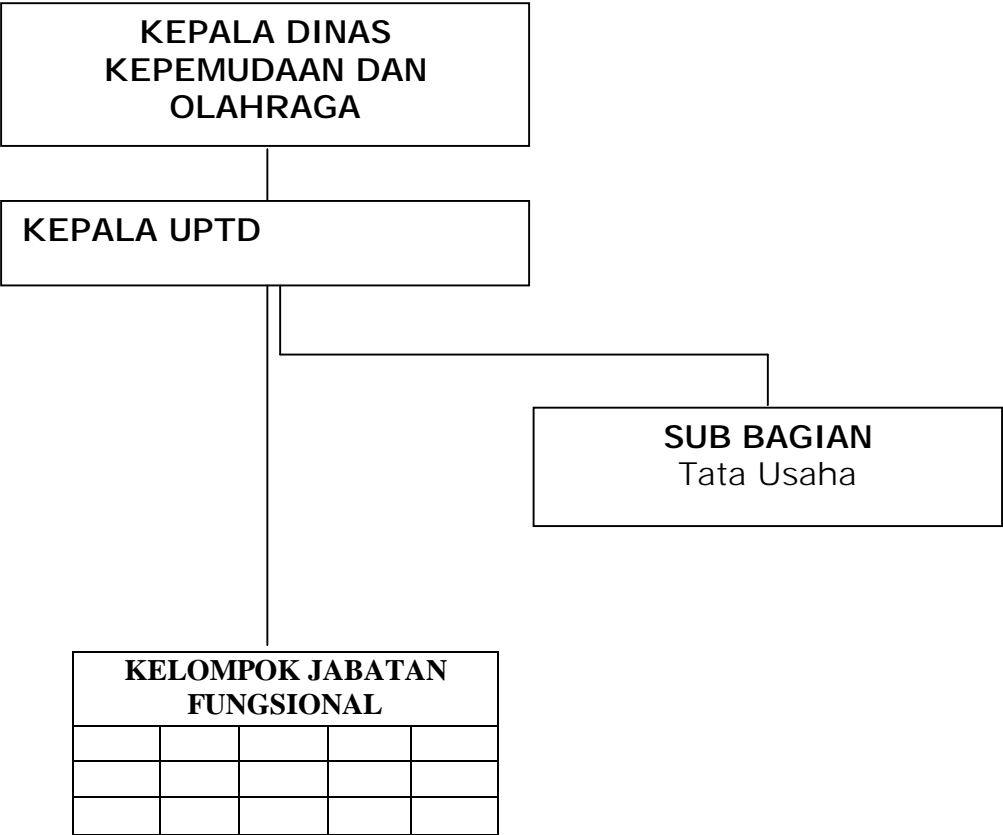 KEPALA DINAS
KEPEMUDAAN DAN
OLAHRAGA
KEPALA UPTD
SUB BAGIAN
Tata Usaha
KELOMPOK JABATAN
FUNGSIONAL